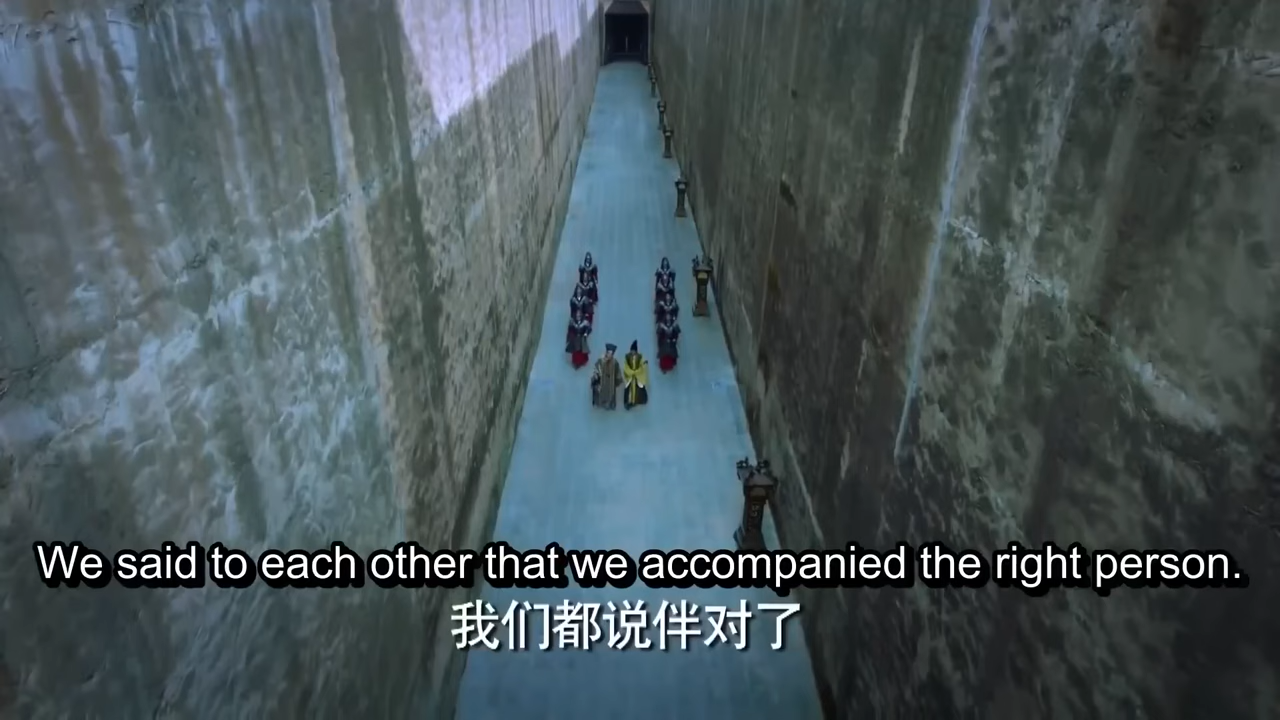 We said to each other that we accompanied the right person.
我们都说伴对了